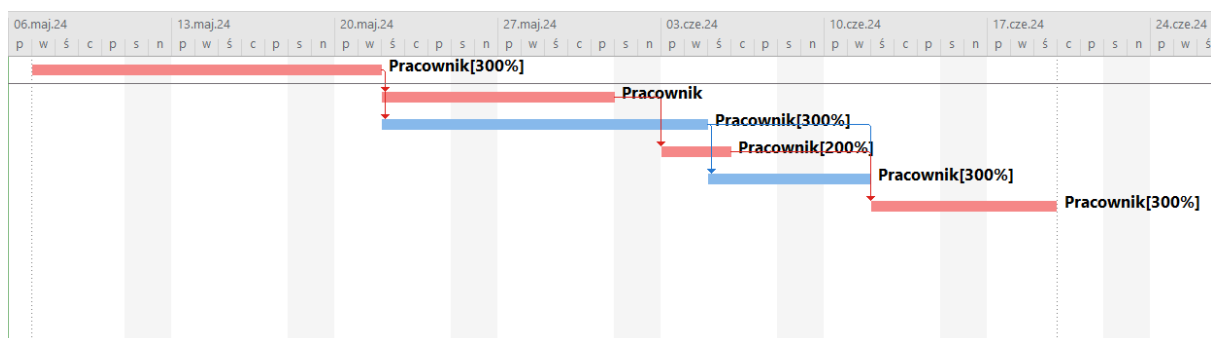 06.maj.24 13.maj.24 20.maj.24 27.maj.24 03.cze.24 10.cze.24 17.cze.24 24.cze.24
p w ś c p s n p w ś c p s n p w ś c p s n p w ś c p s n p w ś c p s n p w ś c p s n p w ś c p s n p w ś
Pracownik[300%]
Pracownik
Pracownik[300%]
Pracownik[200%]
Pracownik[300%]
Pracownik[300%]